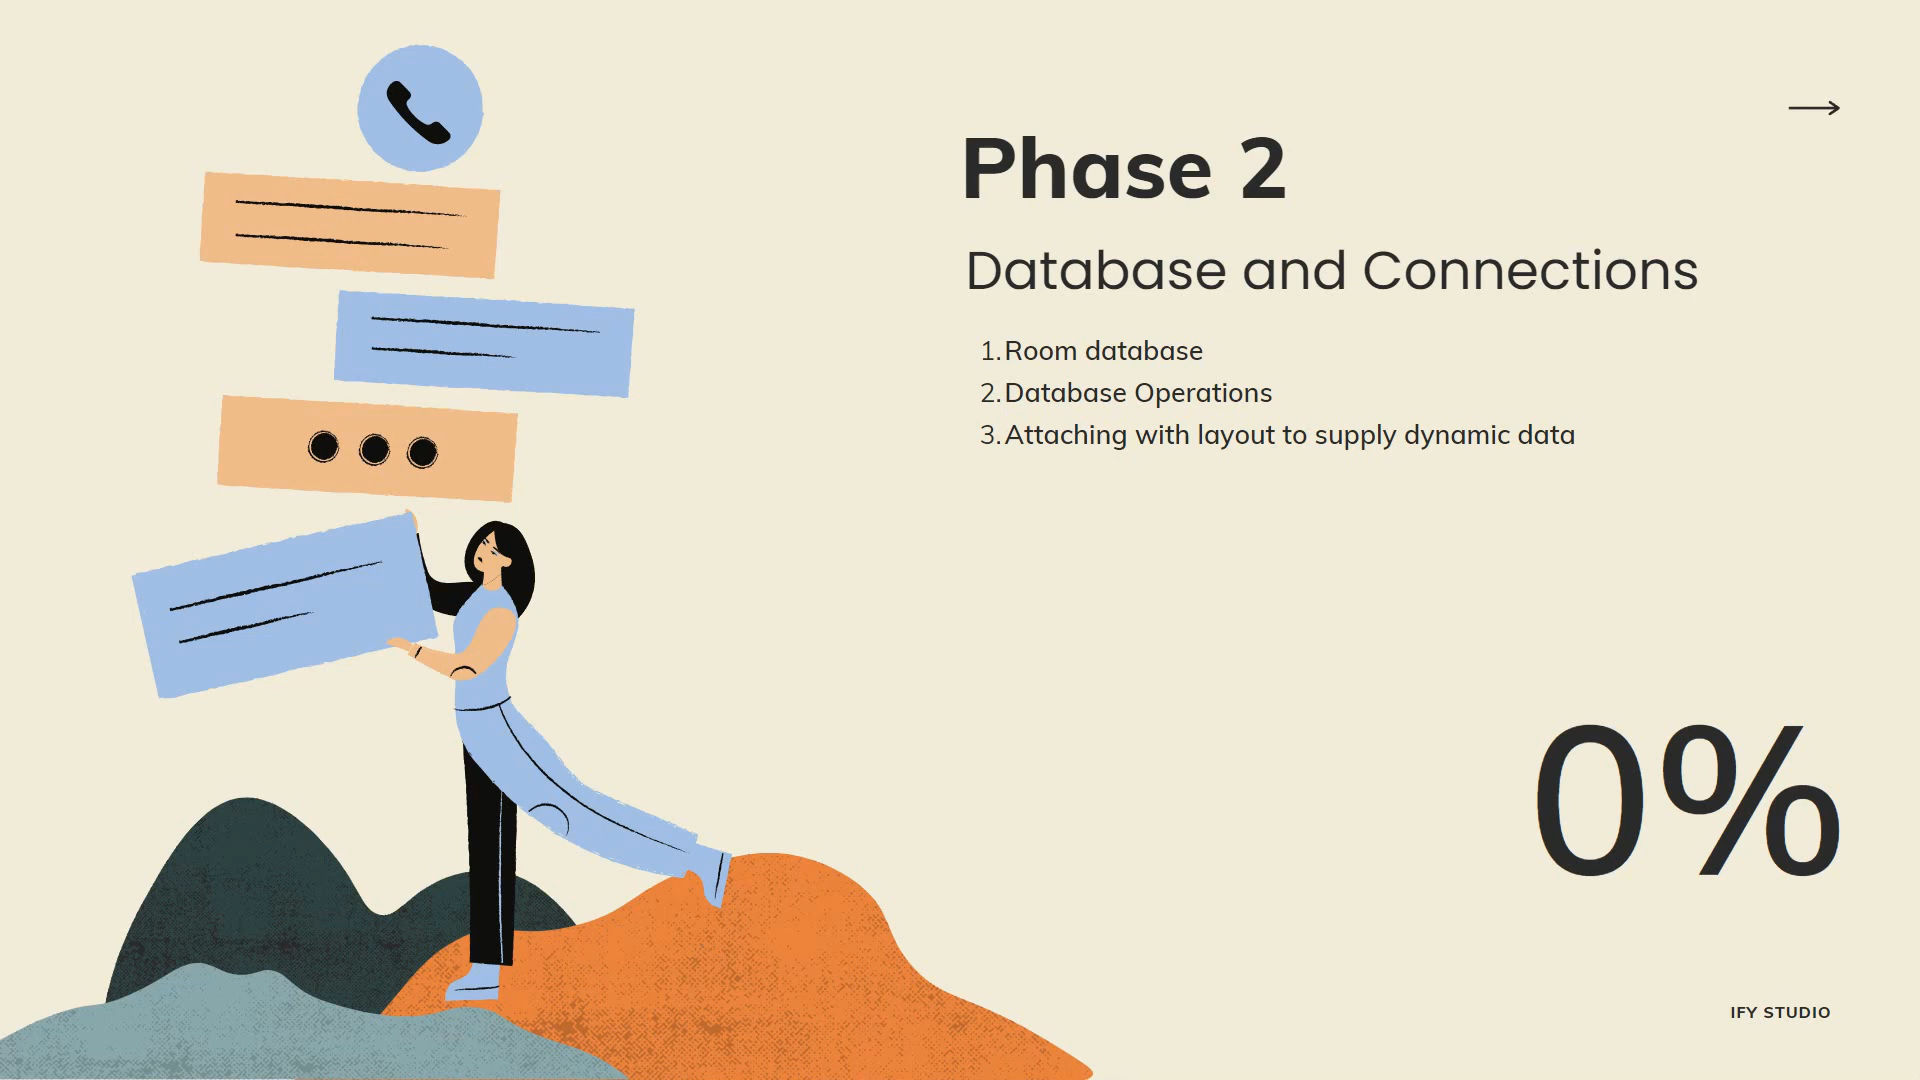 Phase 2
Database and Connections
1. Room database
2. Database Operations
3. Attaching with layout to supply dynamic data
0%
IFY STUDIO